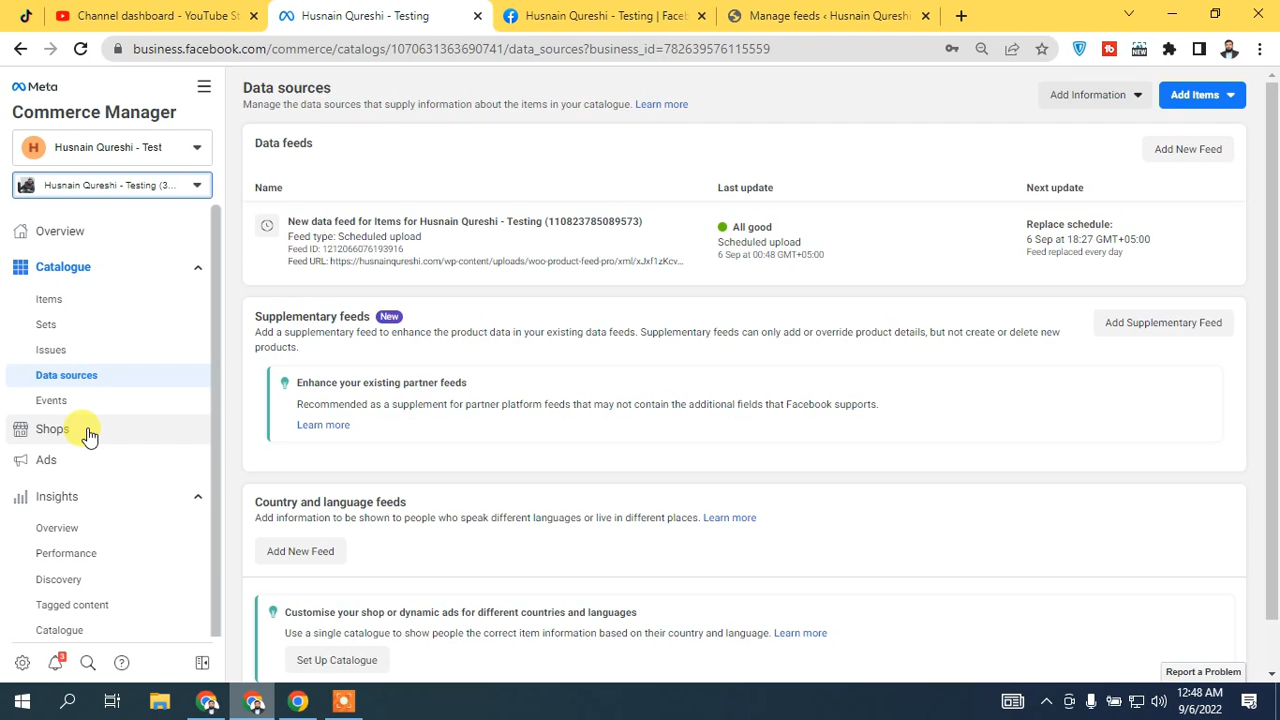 Channel dashboard - YouTube St
Husnain Qureshi - Testing
Husnain Qureshi - Testing | Faceb
Manage feeds ‹ Husnain Qureshi
business.facebook.com/commerce/catalogs/1070631363690741/data_sources?business_id=782639576115559
Meta
Commerce Manager
H
Husnain Qureshi - Test
Husnain Qureshi - Testing (3...
Overview
Catalogue
Items
Sets
Issues
Data sources
Events
Shops
Ads
Insights
Overview
Performance
Discovery
Tagged content
Catalogue
3
Data sources
Manage the data sources that supply information about the items in your catalogue. Learn more
Add Information
Add Items
Data feeds
Add New Feed
Name
Last update
Next update
New data feed for Items for Husnain Qureshi - Testing (110823785089573)
Feed type: Scheduled upload
Feed ID: 1212066076193916
Feed URL: https://husnainqureshi.com/wp-content/uploads/woo-product-feed-pro/xml/xJxf1zKcv...
All good
Scheduled upload
6 Sep at 00:48 GMT+05:00
Replace schedule:
6 Sep at 18:27 GMT+05:00
Feed replaced every day
Supplementary feeds New
Add a supplementary feed to enhance the product data in your existing data feeds. Supplementary feeds can only add or override product details, but not create or delete new
products.
Add Supplementary Feed
Enhance your existing partner feeds
Recommended as a supplement for partner platform feeds that may not contain the additional fields that Facebook supports.
Learn more
Country and language feeds
Add information to be shown to people who speak different languages or live in different places. Learn more
Add New Feed
Customise your shop or dynamic ads for different countries and languages
Use a single catalogue to show people the correct item information based on their country and language. Learn more
Set Up Catalogue
Report a Problem
12:48 AM
9/6/2022